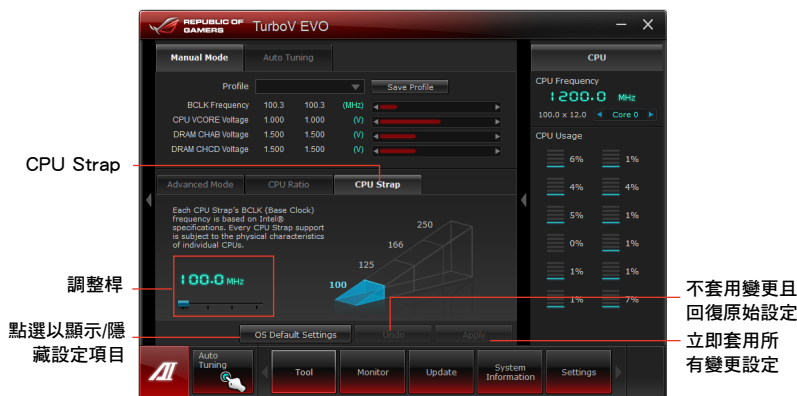 REPUBLIC OF
GAMERS
TurboV EVO
Manual Mode
Auto Tuning
Profile
Save Profile
BCLK Frequency 100.3 100.3 (MHz)
CPU VCORE Voltage 1.000 1.000 (V)
DRAM CHAB Voltage 1.500 1.500 (V)
DRAM CHCD Voltage 1.500 1.500 (V)
CPU Strap
Advanced Mode
CPU Ratio
CPU Strap
Each CPU Strap's BCLK (Base Clock)
frequency is based on Intel®
specifications. Every CPU Strap support
is subject to the physical characteristics
of individual CPUs.
100.0 MHz
100
125
166
250
調整桿
點選以顯示/隱
藏設定項目
OS Default Settings
Undo
Apply
不套用變更且
回復原始設定
立即套用所
有變更設定
CPU
CPU Frequency
1200.0 MHz
100.0 x 12.0 Core 0
CPU Usage
6% 1%
4% 4%
5% 1%
0% 1%
1% 1%
1% 7%
Auto
Tuning
Tool
Monitor
Update
System
Information
Settings